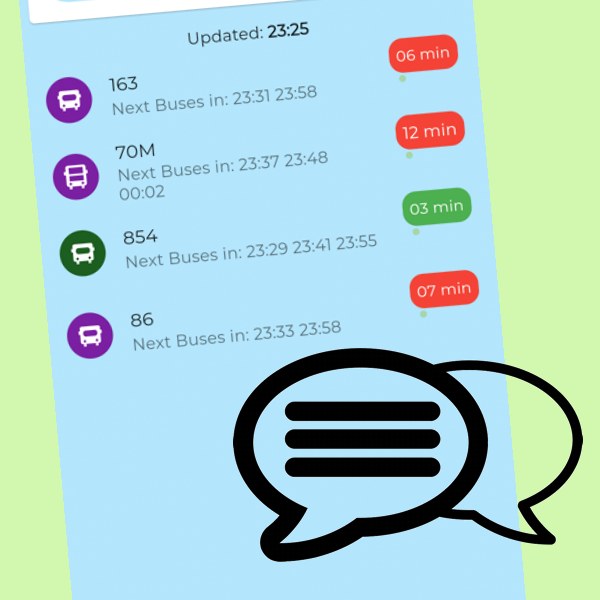 Updated: 23:25
163
06 min
Next Buses in: 23:31 23:58
70M
12 min
Next Buses in: 23:37 23:48
00:02
854
03 min
Next Buses in: 23:29 23:41 23:55
86
07 min
Next Buses in: 23:33 23:58